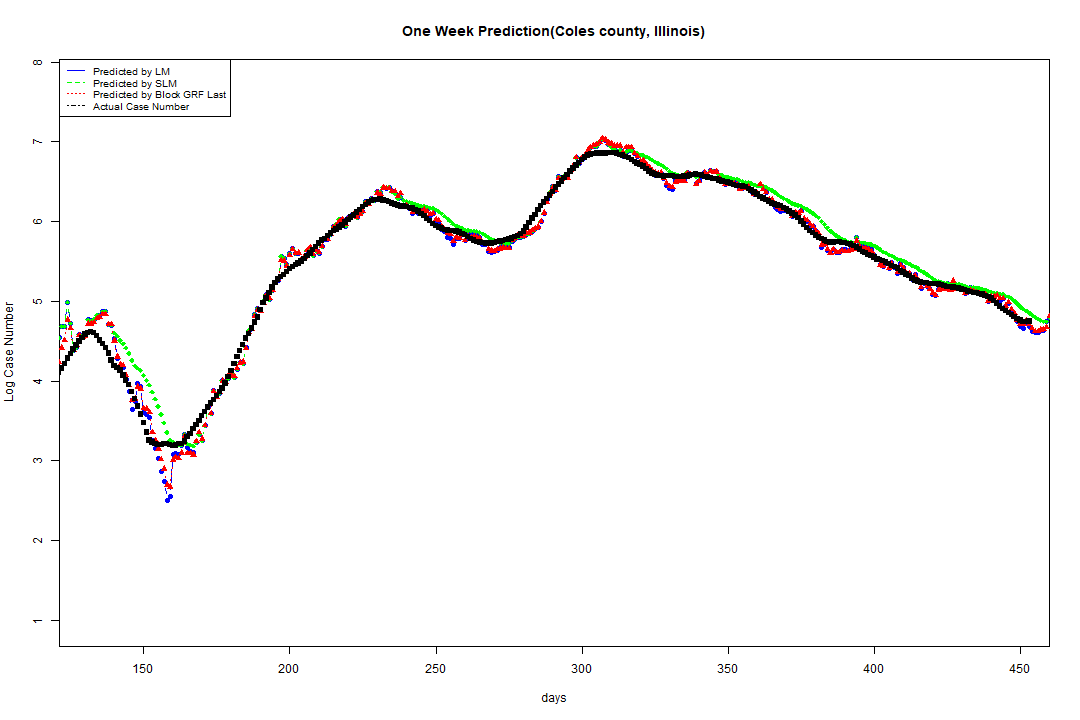 One Week Prediction(Coles county, Illinois)
Predicted by LM
Predicted by SLM
Predicted by Block GRF Last
Actual Case Number
8
7
6
5
4
3
2
1
Log Case Number
150 200 250 300 350 400 450
days